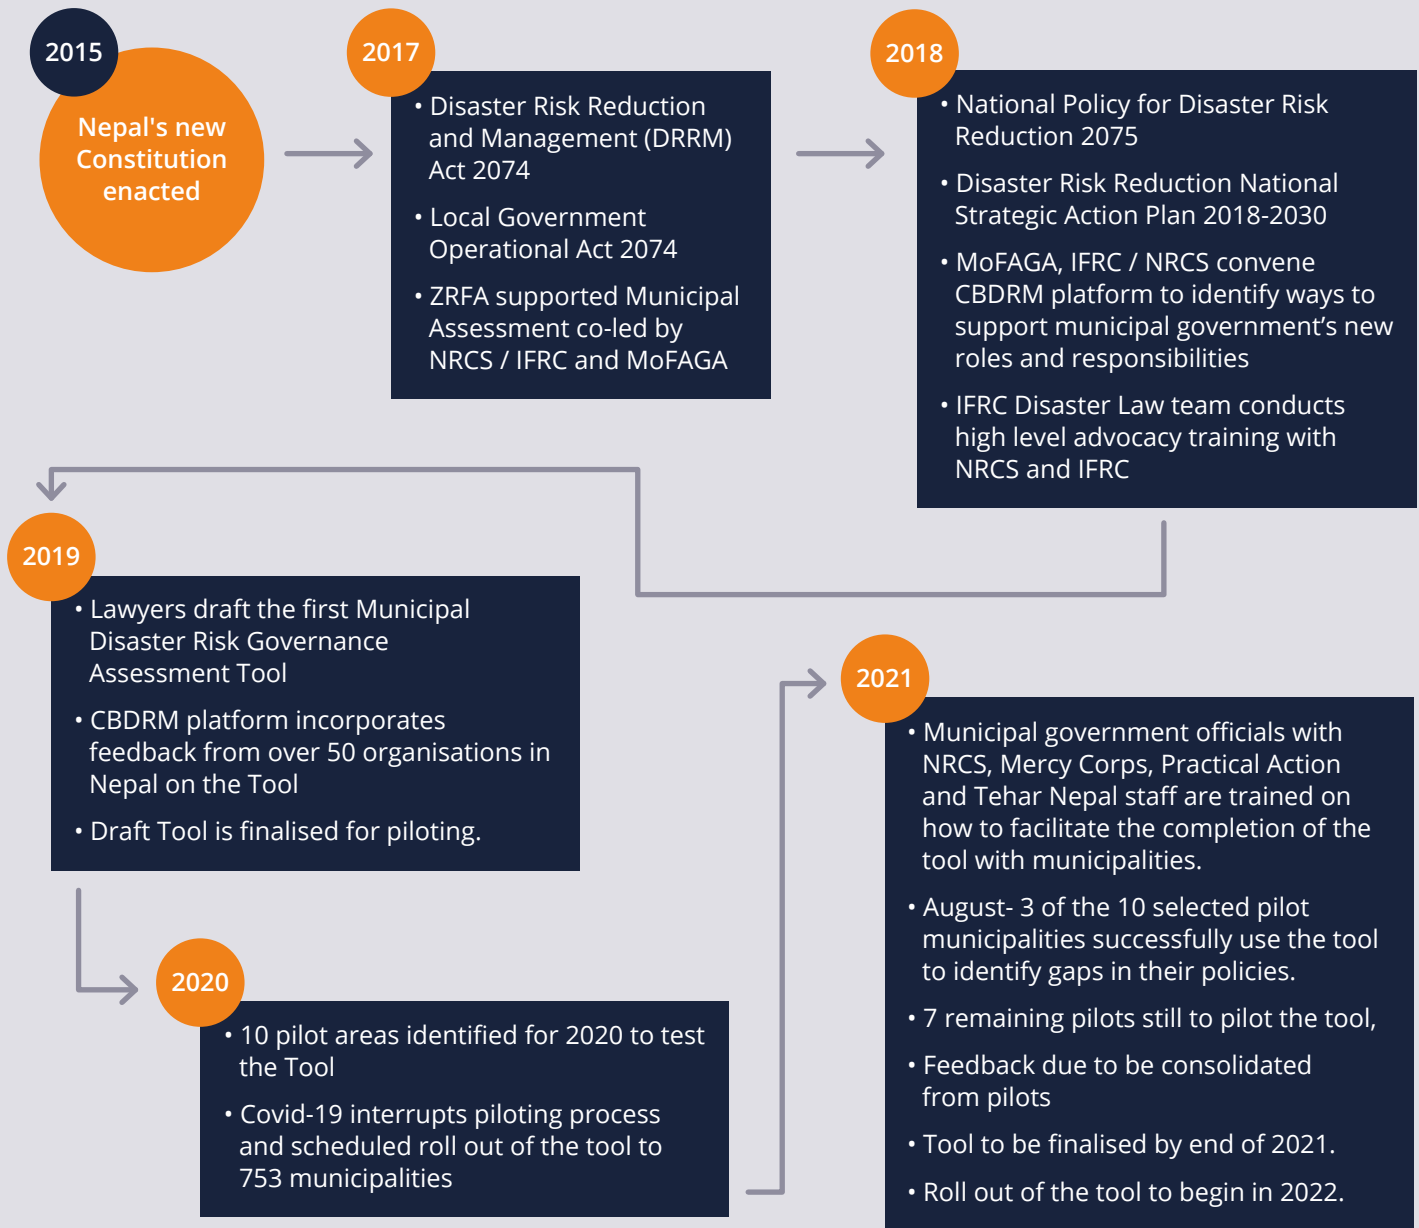 2015
Nepal's new
Constitution
enacted
2017
• Disaster Risk Reduction
and Management (DRRM)
Act 2074
• Local Government
Operational Act 2074
• ZRFA supported Municipal
Assessment co-led by
NRCS / IFRC and MoFAGA
2018
• National Policy for Disaster Risk
Reduction 2075
• Disaster Risk Reduction National
Strategic Action Plan 2018-2030
• MoFAGA, IFRC / NRCS convene
CBDRM platform to identify ways to
support municipal government’s new
roles and responsibilities
• IFRC Disaster Law team conducts
high level advocacy training with
NRCS and IFRC
2019
• Lawyers draft the first Municipal
Disaster Risk Governance
Assessment Tool
• CBDRM platform incorporates
feedback from over 50 organisations in
Nepal on the Tool
• Draft Tool is finalised for piloting.
2020
• 10 pilot areas identified for 2020 to test
the Tool
• Covid-19 interrupts piloting process
and scheduled roll out of the tool to
753 municipalities
2021
• Municipal government officials with
NRCS, Mercy Corps, Practical Action
and Tehar Nepal staff are trained on
how to facilitate the completion of the
tool with municipalities.
• August- 3 of the 10 selected pilot
municipalities successfully use the tool
to identify gaps in their policies.
• 7 remaining pilots still to pilot the tool,
• Feedback due to be consolidated
from pilots
• Tool to be finalised by end of 2021.
• Roll out of the tool to begin in 2022.